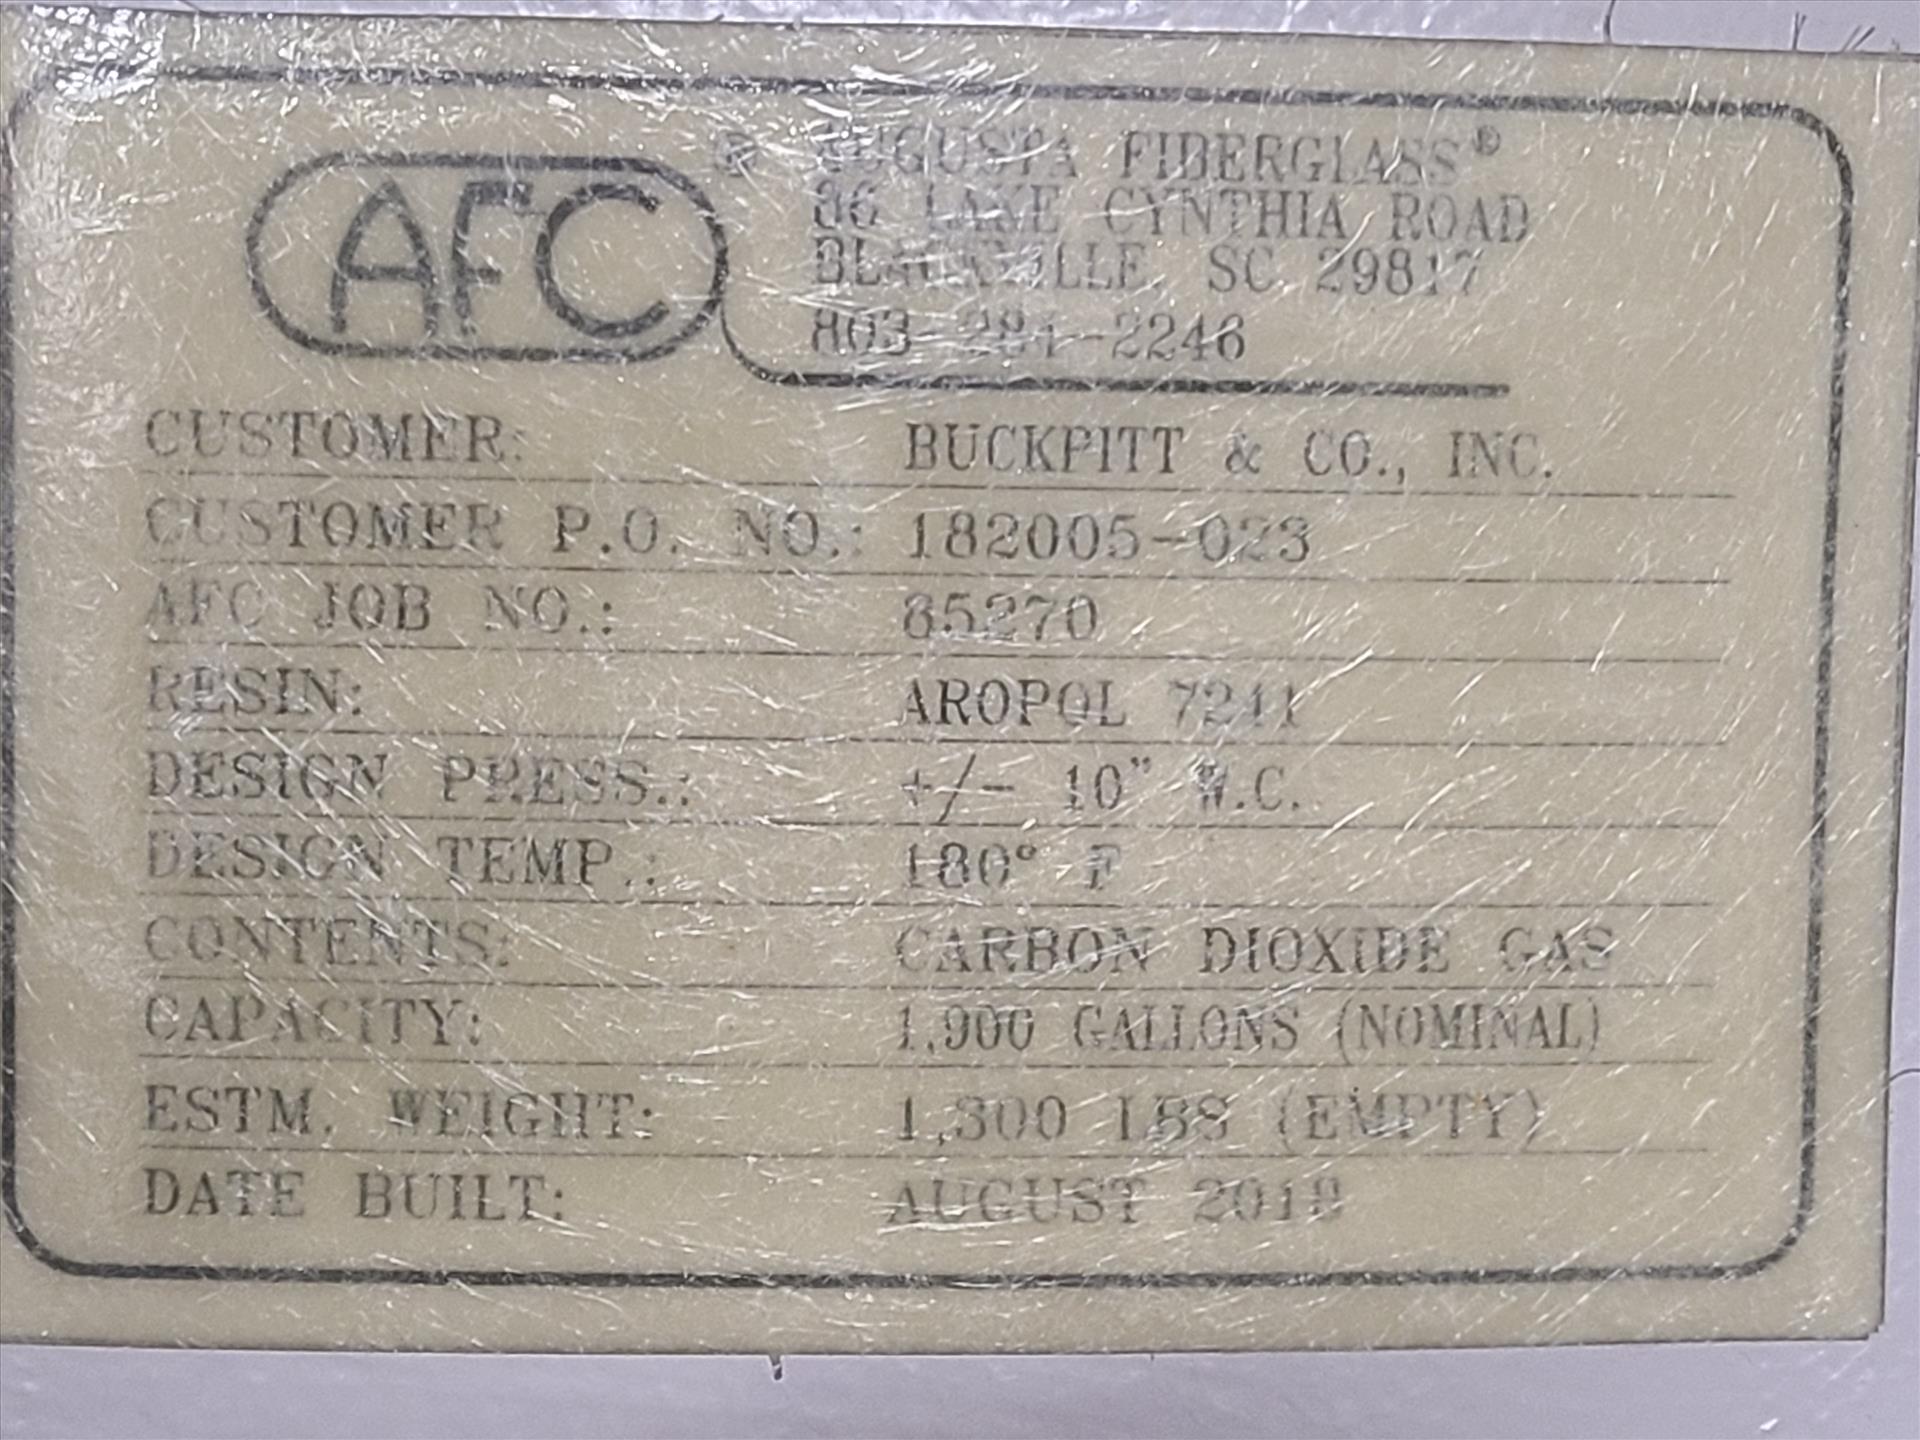 AFC
® AUGUSTA FIBERGLASS®
86 LAKE CYNTHIA ROAD
BLACKVILLE, SC 29817
803-284-2246
CUSTOMER: BUCKPITT & CO., INC.
CUSTOMER P.O. NO.: 182005-023
AFC JOB NO.: 85270
RESIN: AROPOL 7241
DESIGN PRESS.: +/- 10" W.C.
DESIGN TEMP.: 180° F
CONTENTS: CARBON DIOXIDE GAS
CAPACITY: 1,900 GALLONS (NOMINAL)
ESTM. WEIGHT: 1,300 LBS (EMPTY)
DATE BUILT: AUGUST 2018